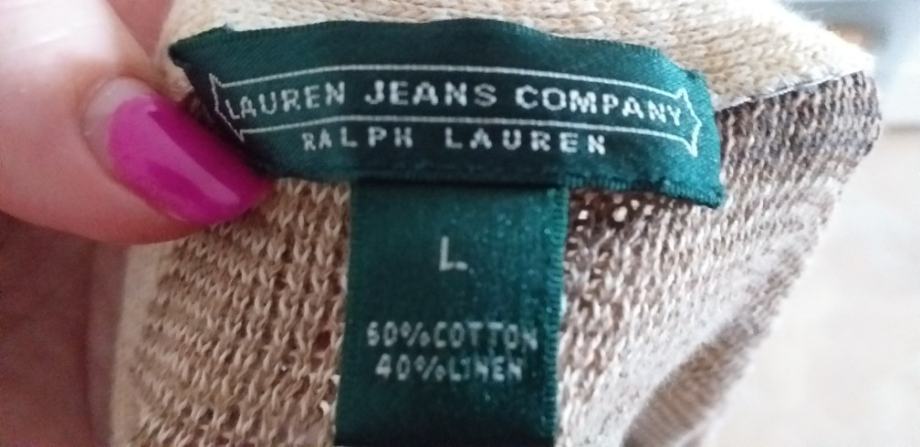 LAUREN JEANS COMPANY
RALPH LAUREN
L
60%COTTON
40%LINEN